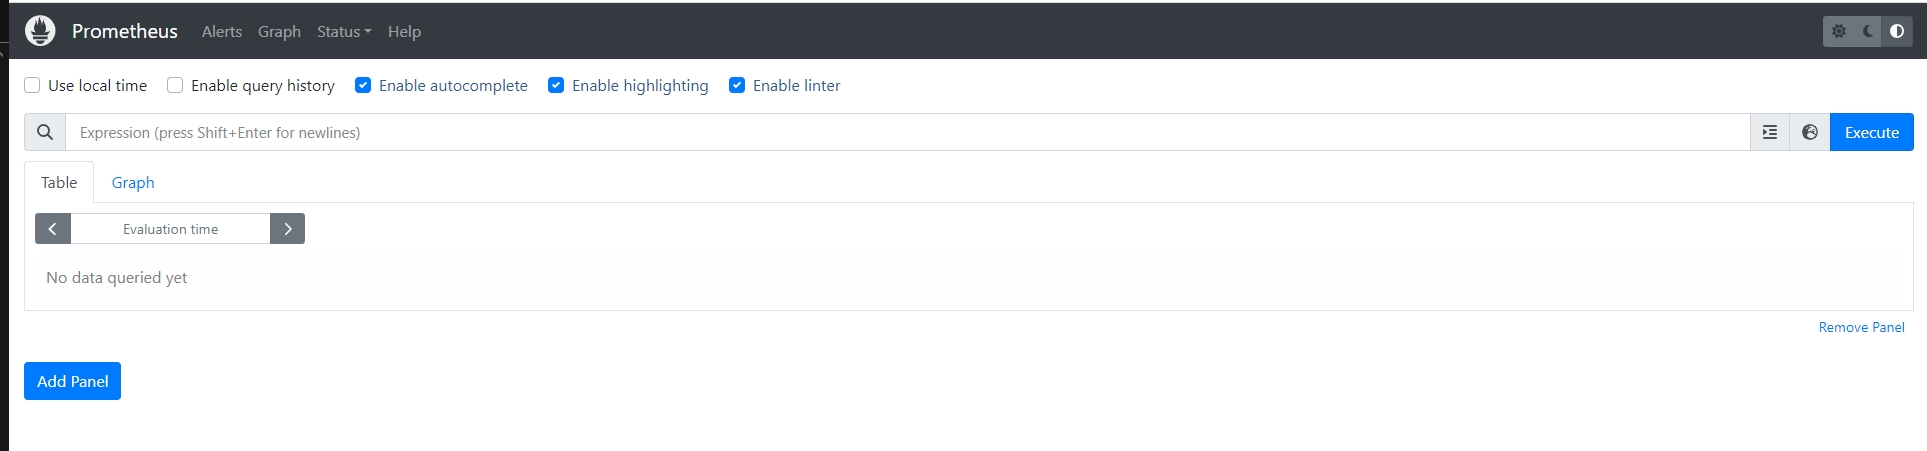 Prometheus Alerts Graph Status Help
Use local time Enable query history Enable autocomplete Enable highlighting Enable linter
Expression (press Shift+Enter for newlines) Execute
Table Graph
Evaluation time
No data queried yet
Remove Panel
Add Panel